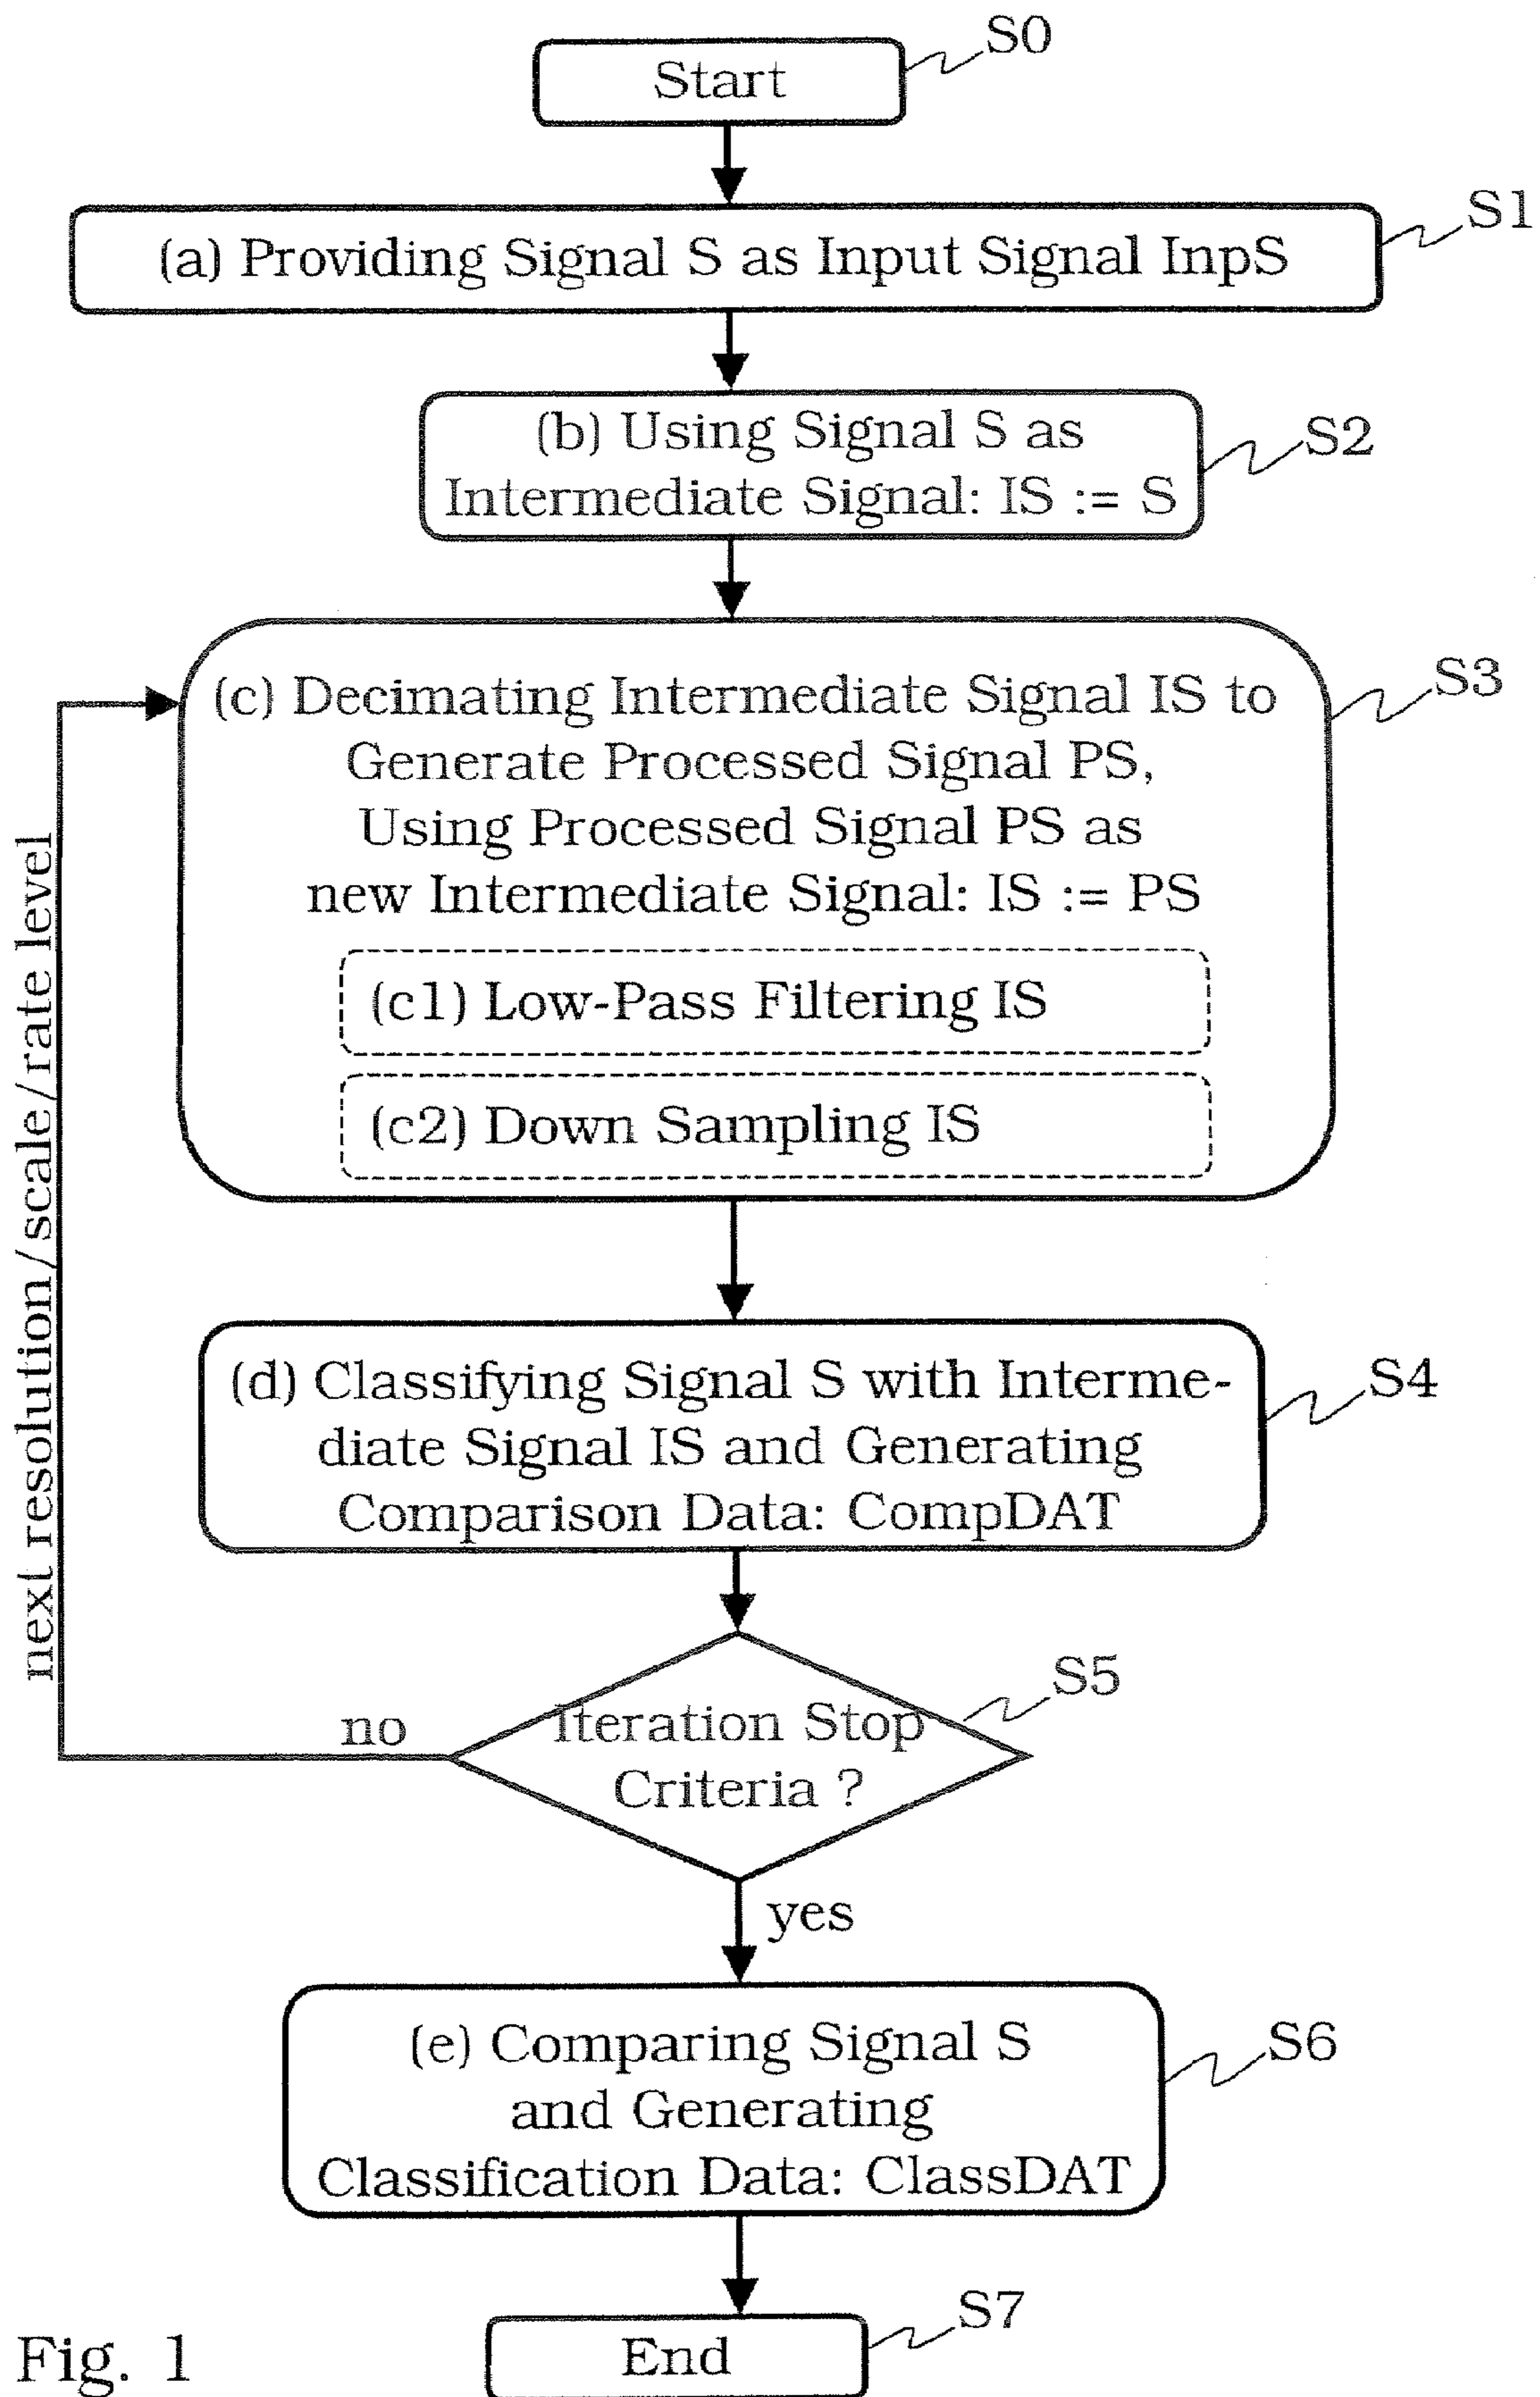 Start
S0
(a) Providing Signal S as Input Signal InpS
S1
(b) Using Signal S as
Intermediate Signal: IS := S
S2
(c) Decimating Intermediate Signal IS to
Generate Processed Signal PS,
Using Processed Signal PS as
new Intermediate Signal: IS := PS
S3
(c1) Low-Pass Filtering IS
(c2) Down Sampling IS
next resolution/scale/rate level
(d) Classifying Signal S with Interme-
diate Signal IS and Generating
Comparison Data: CompDAT
S4
Iteration Stop
Criteria ?
S5
no
yes
(e) Comparing Signal S
and Generating
Classification Data: ClassDAT
S6
End
S7
Fig. 1